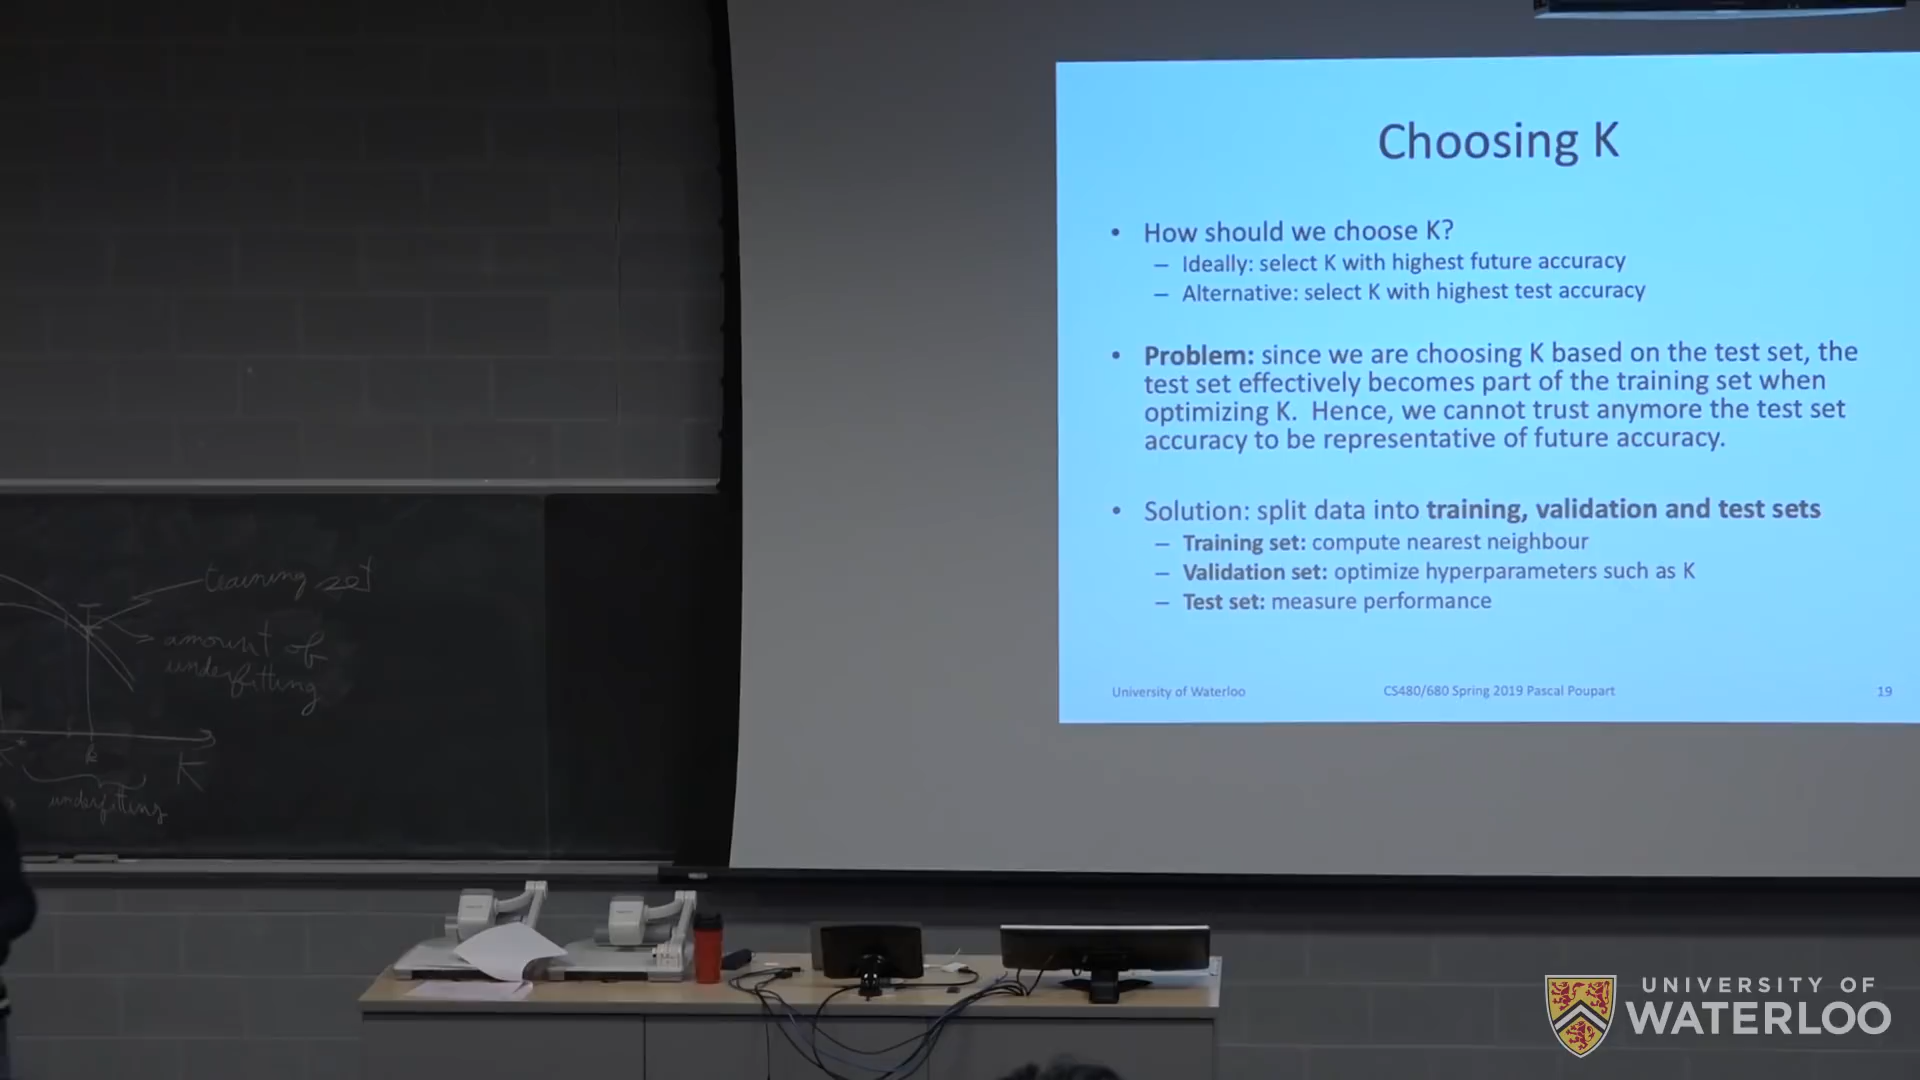 Choosing K
• How should we choose K?
– Ideally: select K with highest future accuracy
– Alternative: select K with highest test accuracy
• Problem: since we are choosing K based on the test set, the
test set effectively becomes part of the training set when
optimizing K. Hence, we cannot trust anymore the test set
accuracy to be representative of future accuracy.
• Solution: split data into training, validation and test sets
– Training set: compute nearest neighbour
– Validation set: optimize hyperparameters such as K
– Test set: measure performance
University of Waterloo
CS480/680 Spring 2019 Pascal Poupart
19
training set
amount of
underfitting
k
K
underfitting
UNIVERSITY OF
WATERLOO